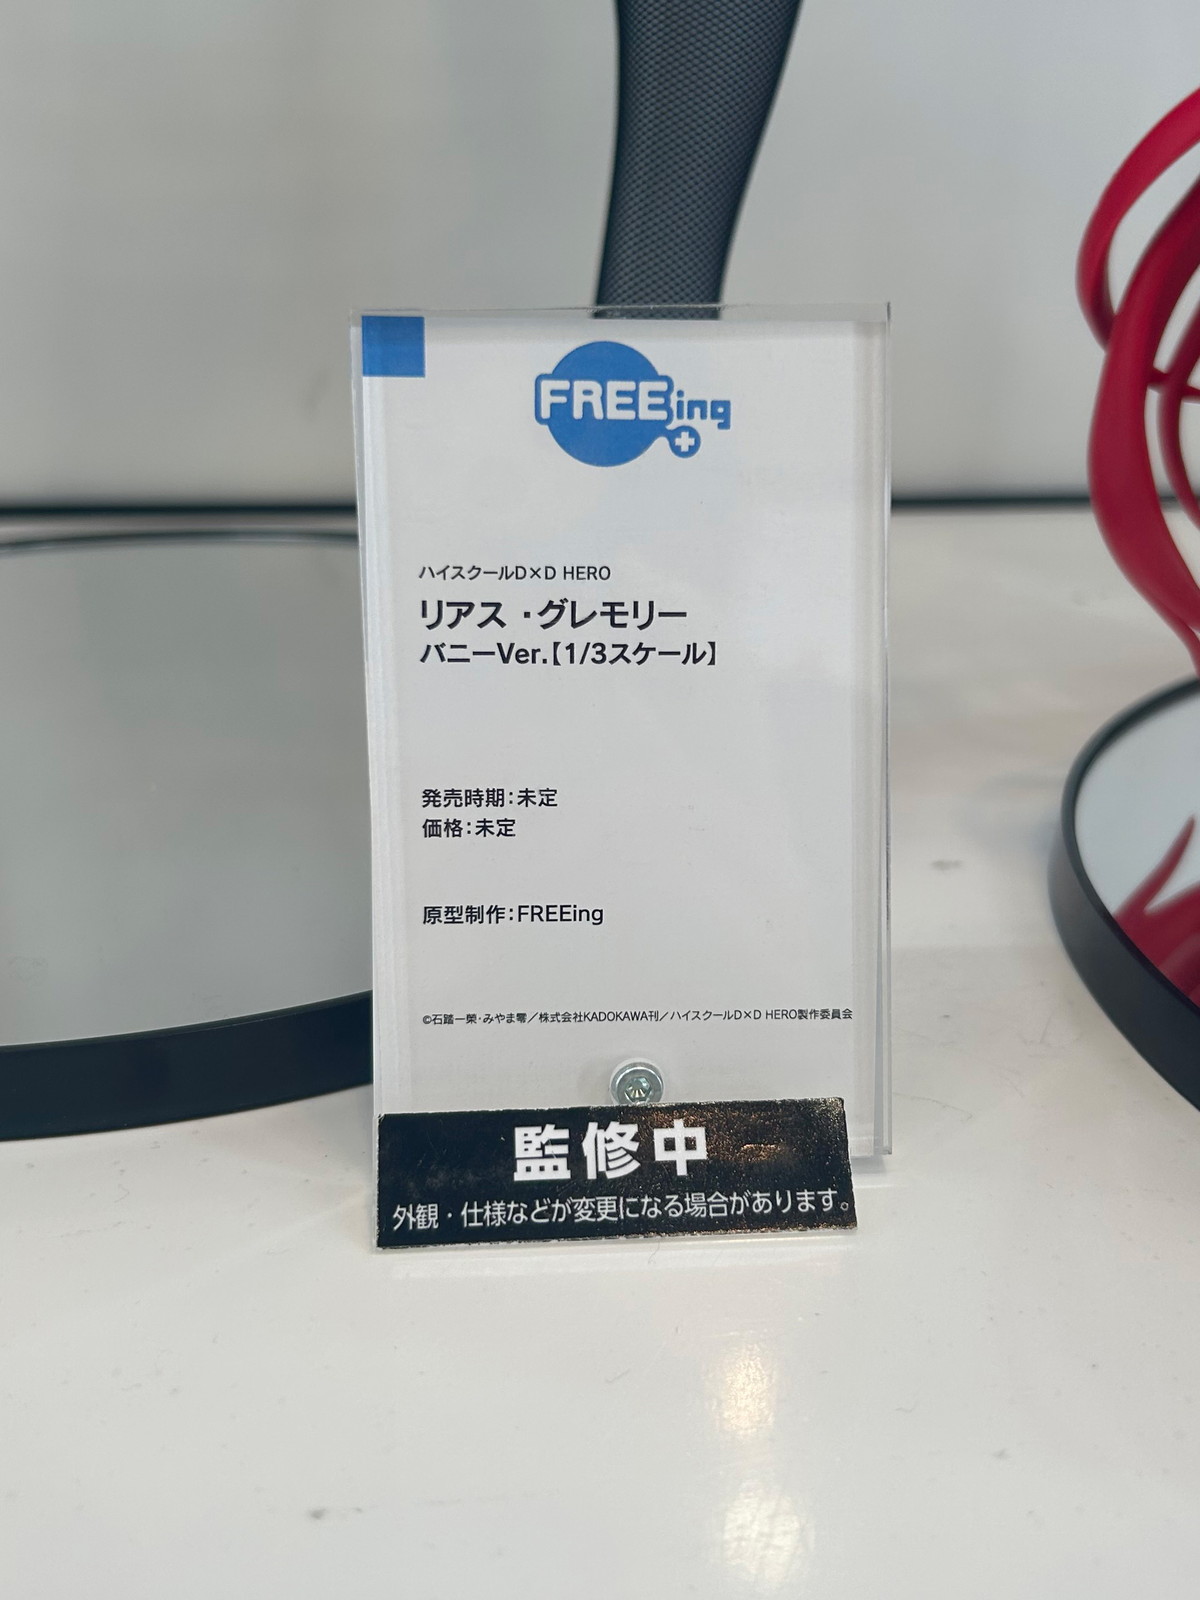 FREEing
ハイスクールD×D HERO
リアス・グレモリー
バニーVer.【1/3スケール】
発売時期：未定
価格：未定
原型制作：FREEing
©石踏一榮・みやま零／株式会社KADOKAWA刊／ハイスクールD×D HERO製作委員会
監修中
外観・仕様などが変更になる場合があります。